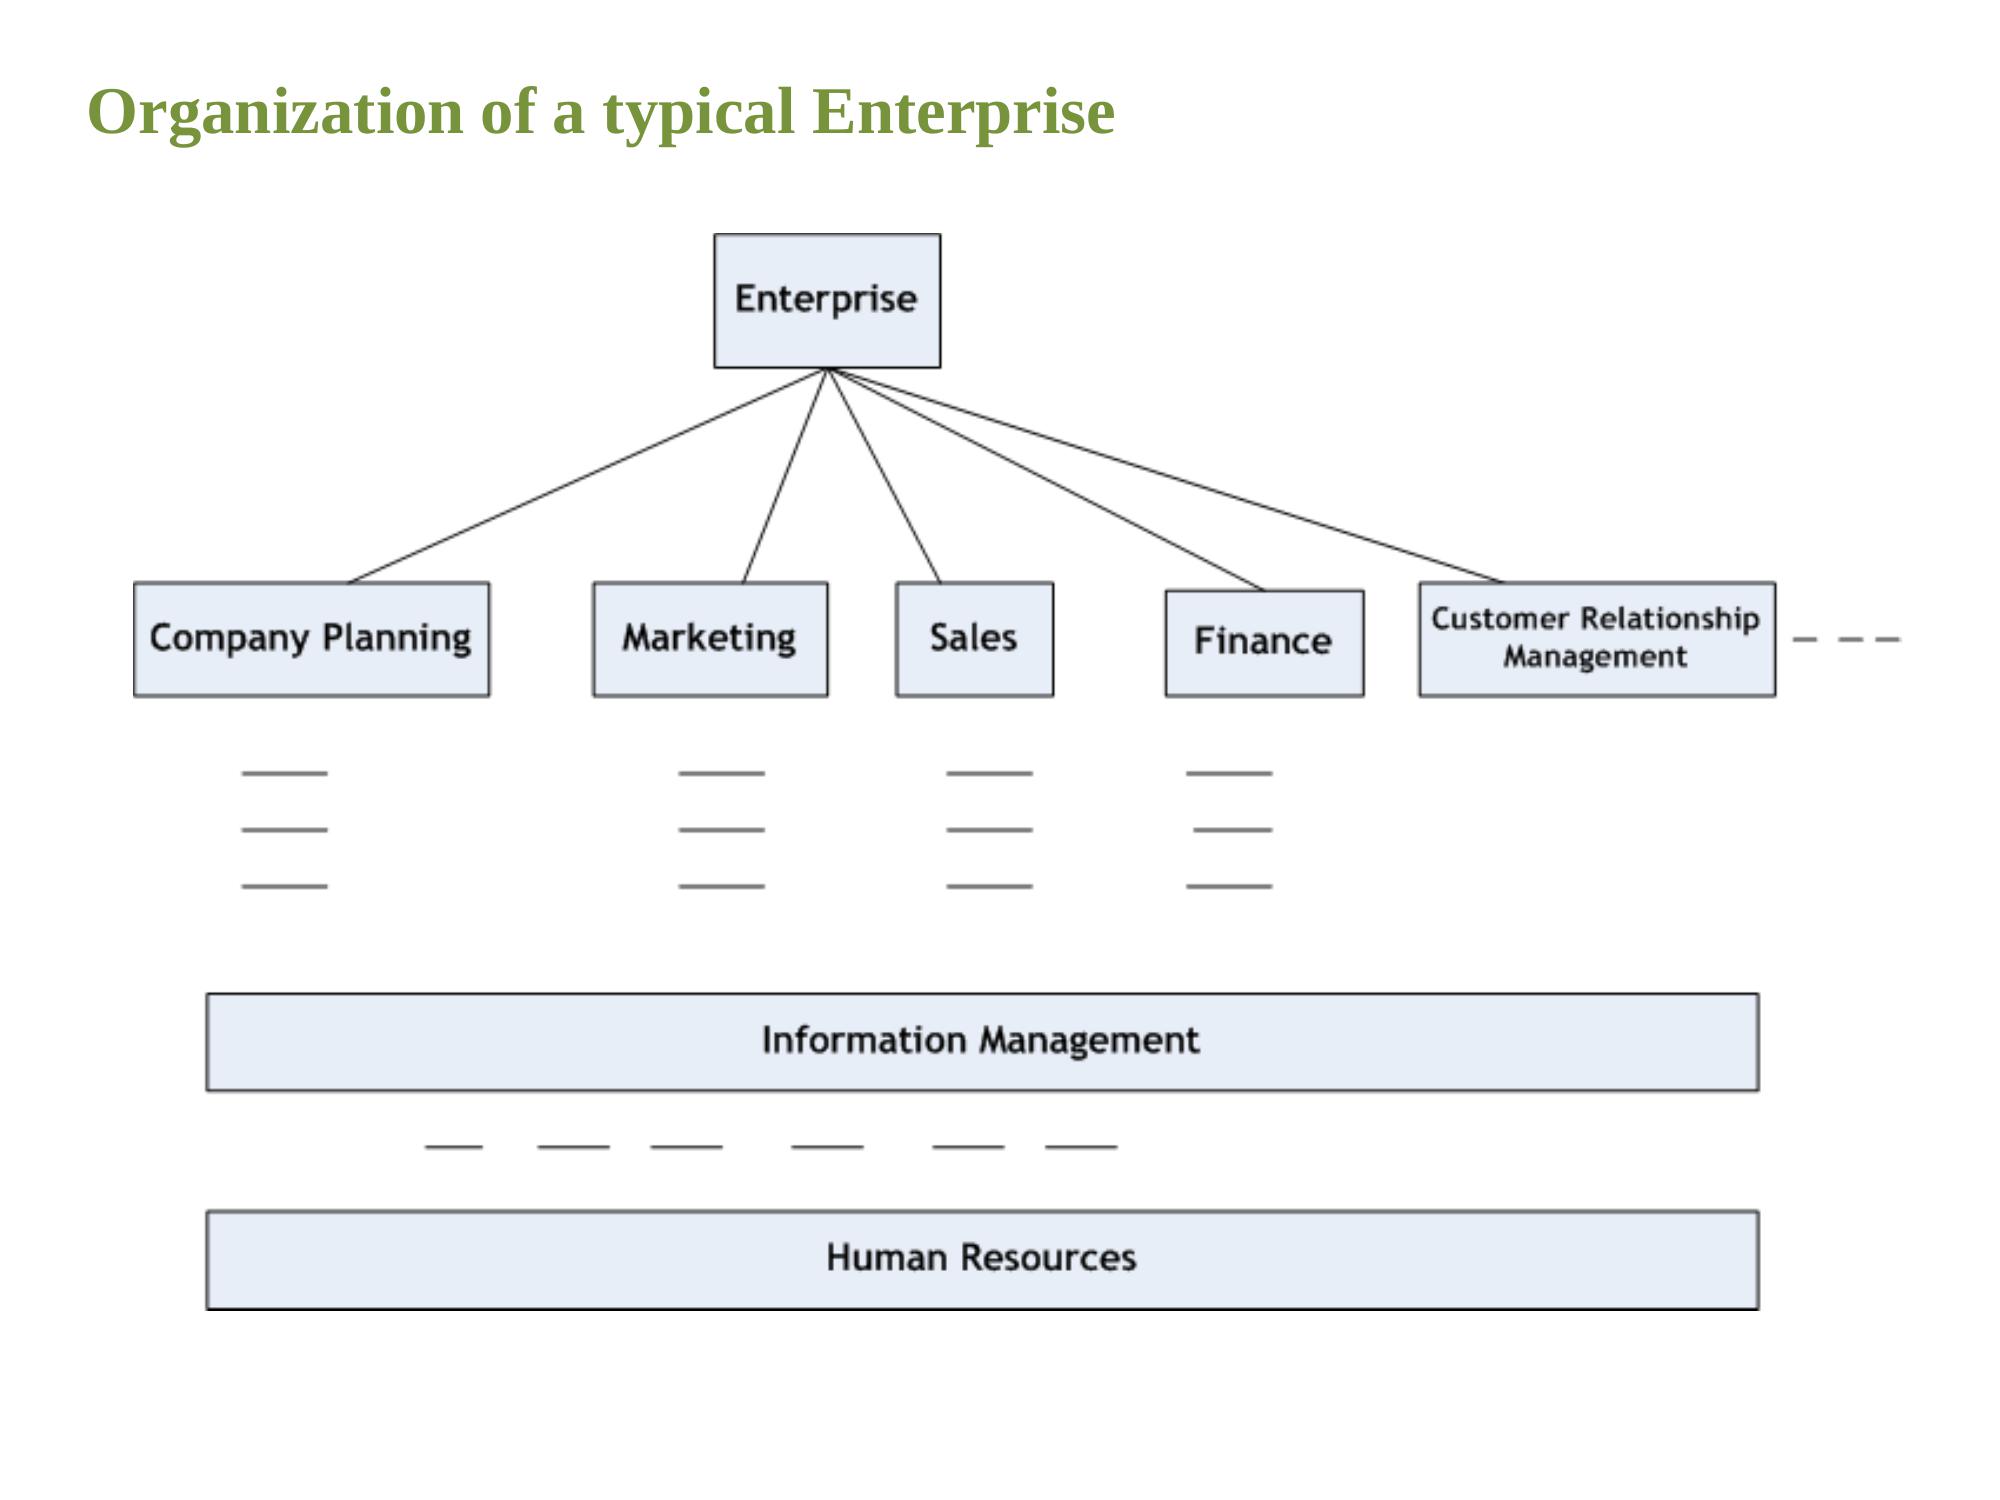 Organization of a typical Enterprise
Enterprise
Company Planning
Marketing
Sales
Finance
Customer Relationship
Management
Information Management
Human Resources